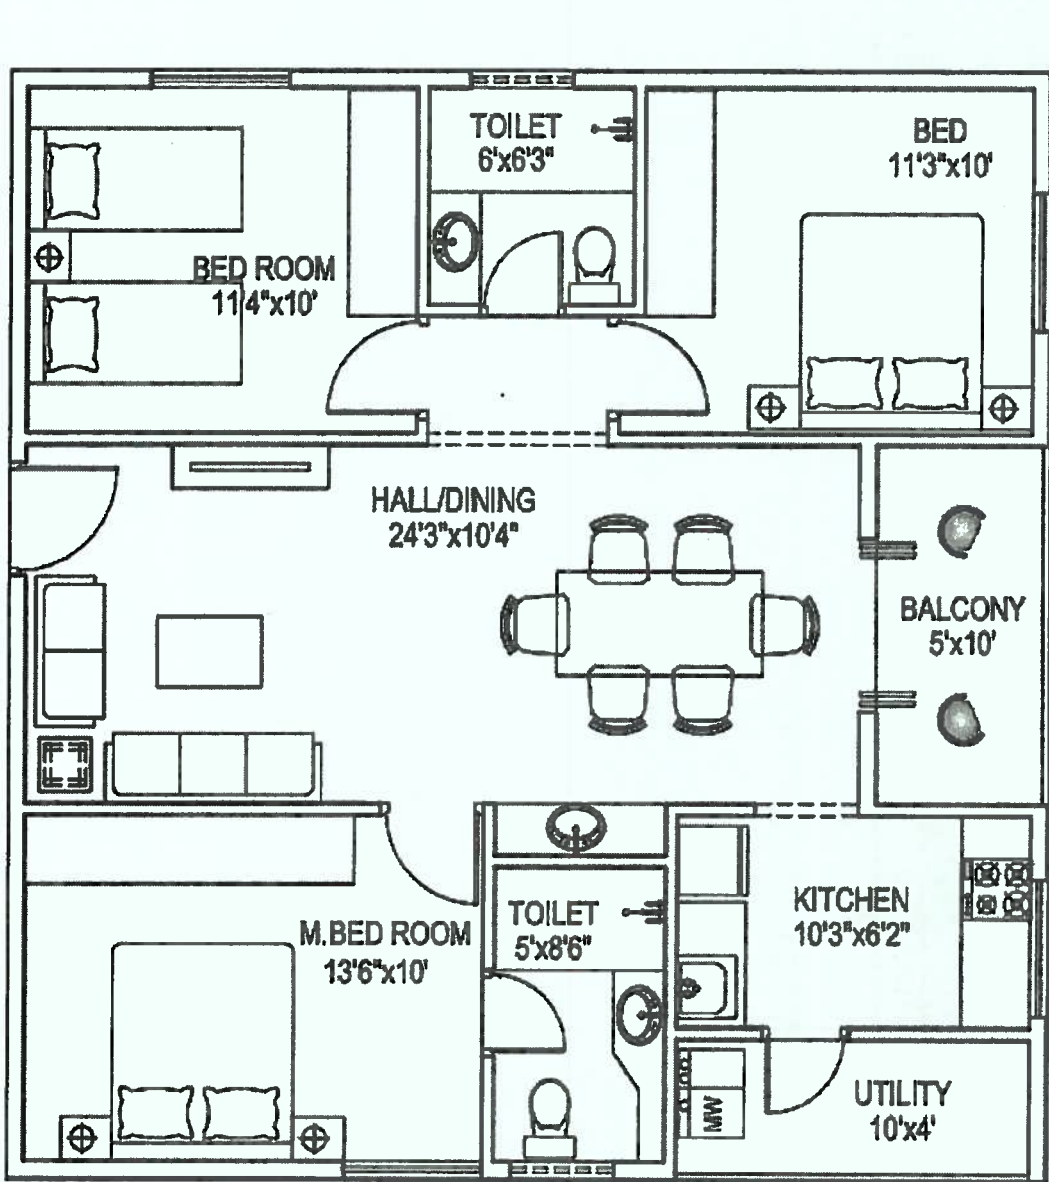 TOILET
6'x6'3"
BED
11'3"x10'
BED ROOM
11'4"x10'
HALL/DINING
24'3"x10'4"
BALCONY
5'x10'
KITCHEN
10'3"x6'2"
TOILET
5'x8'6"
M.BED ROOM
13'6"x10'
UTILITY
10'x4'
MW